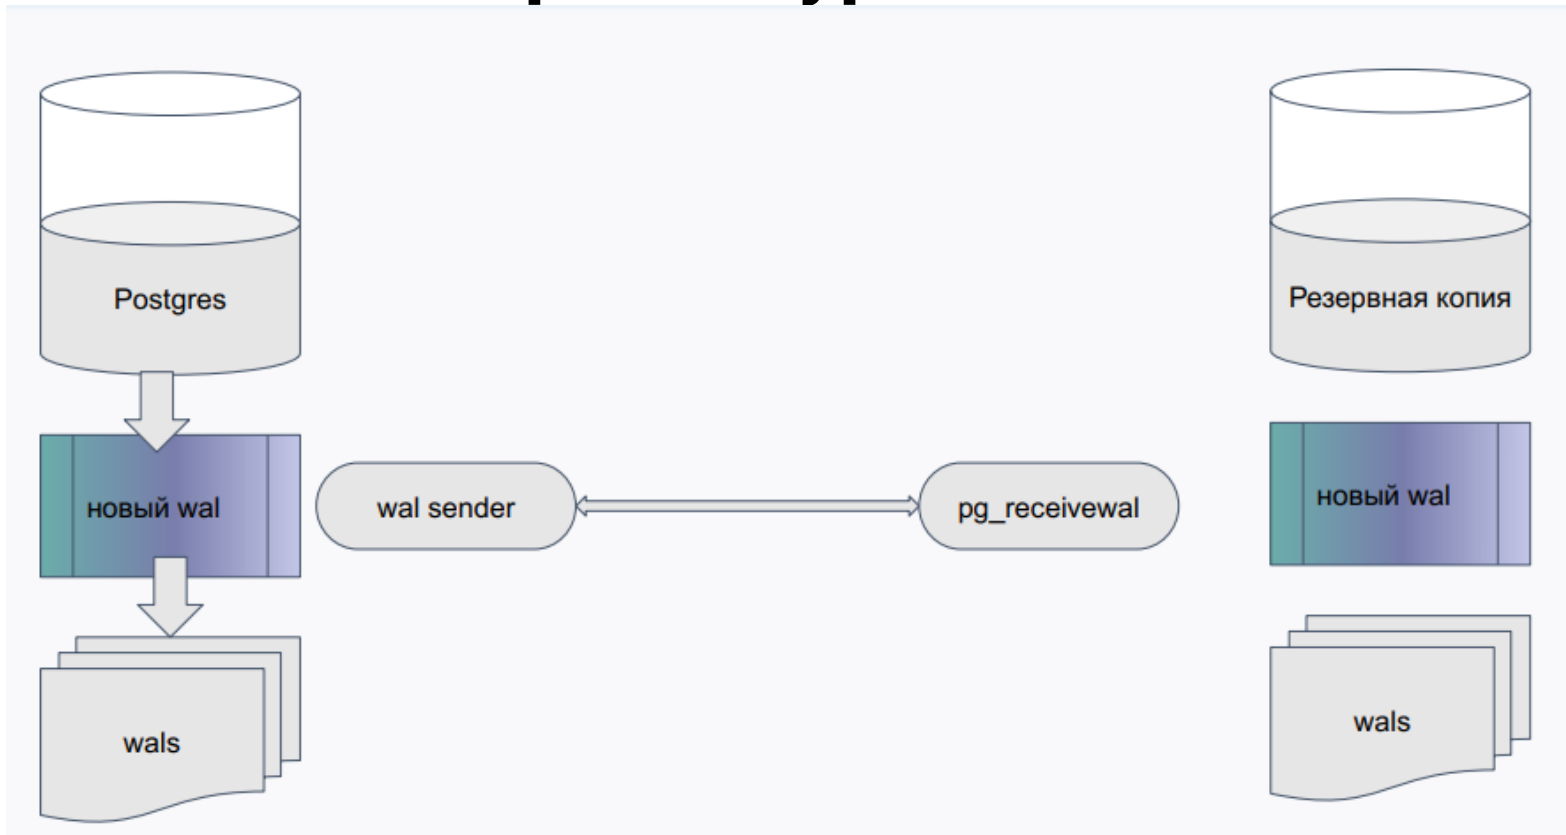 Postgres
Резервная копия
новый wal
wal sender
pg_receivewal
новый wal
wals
wals